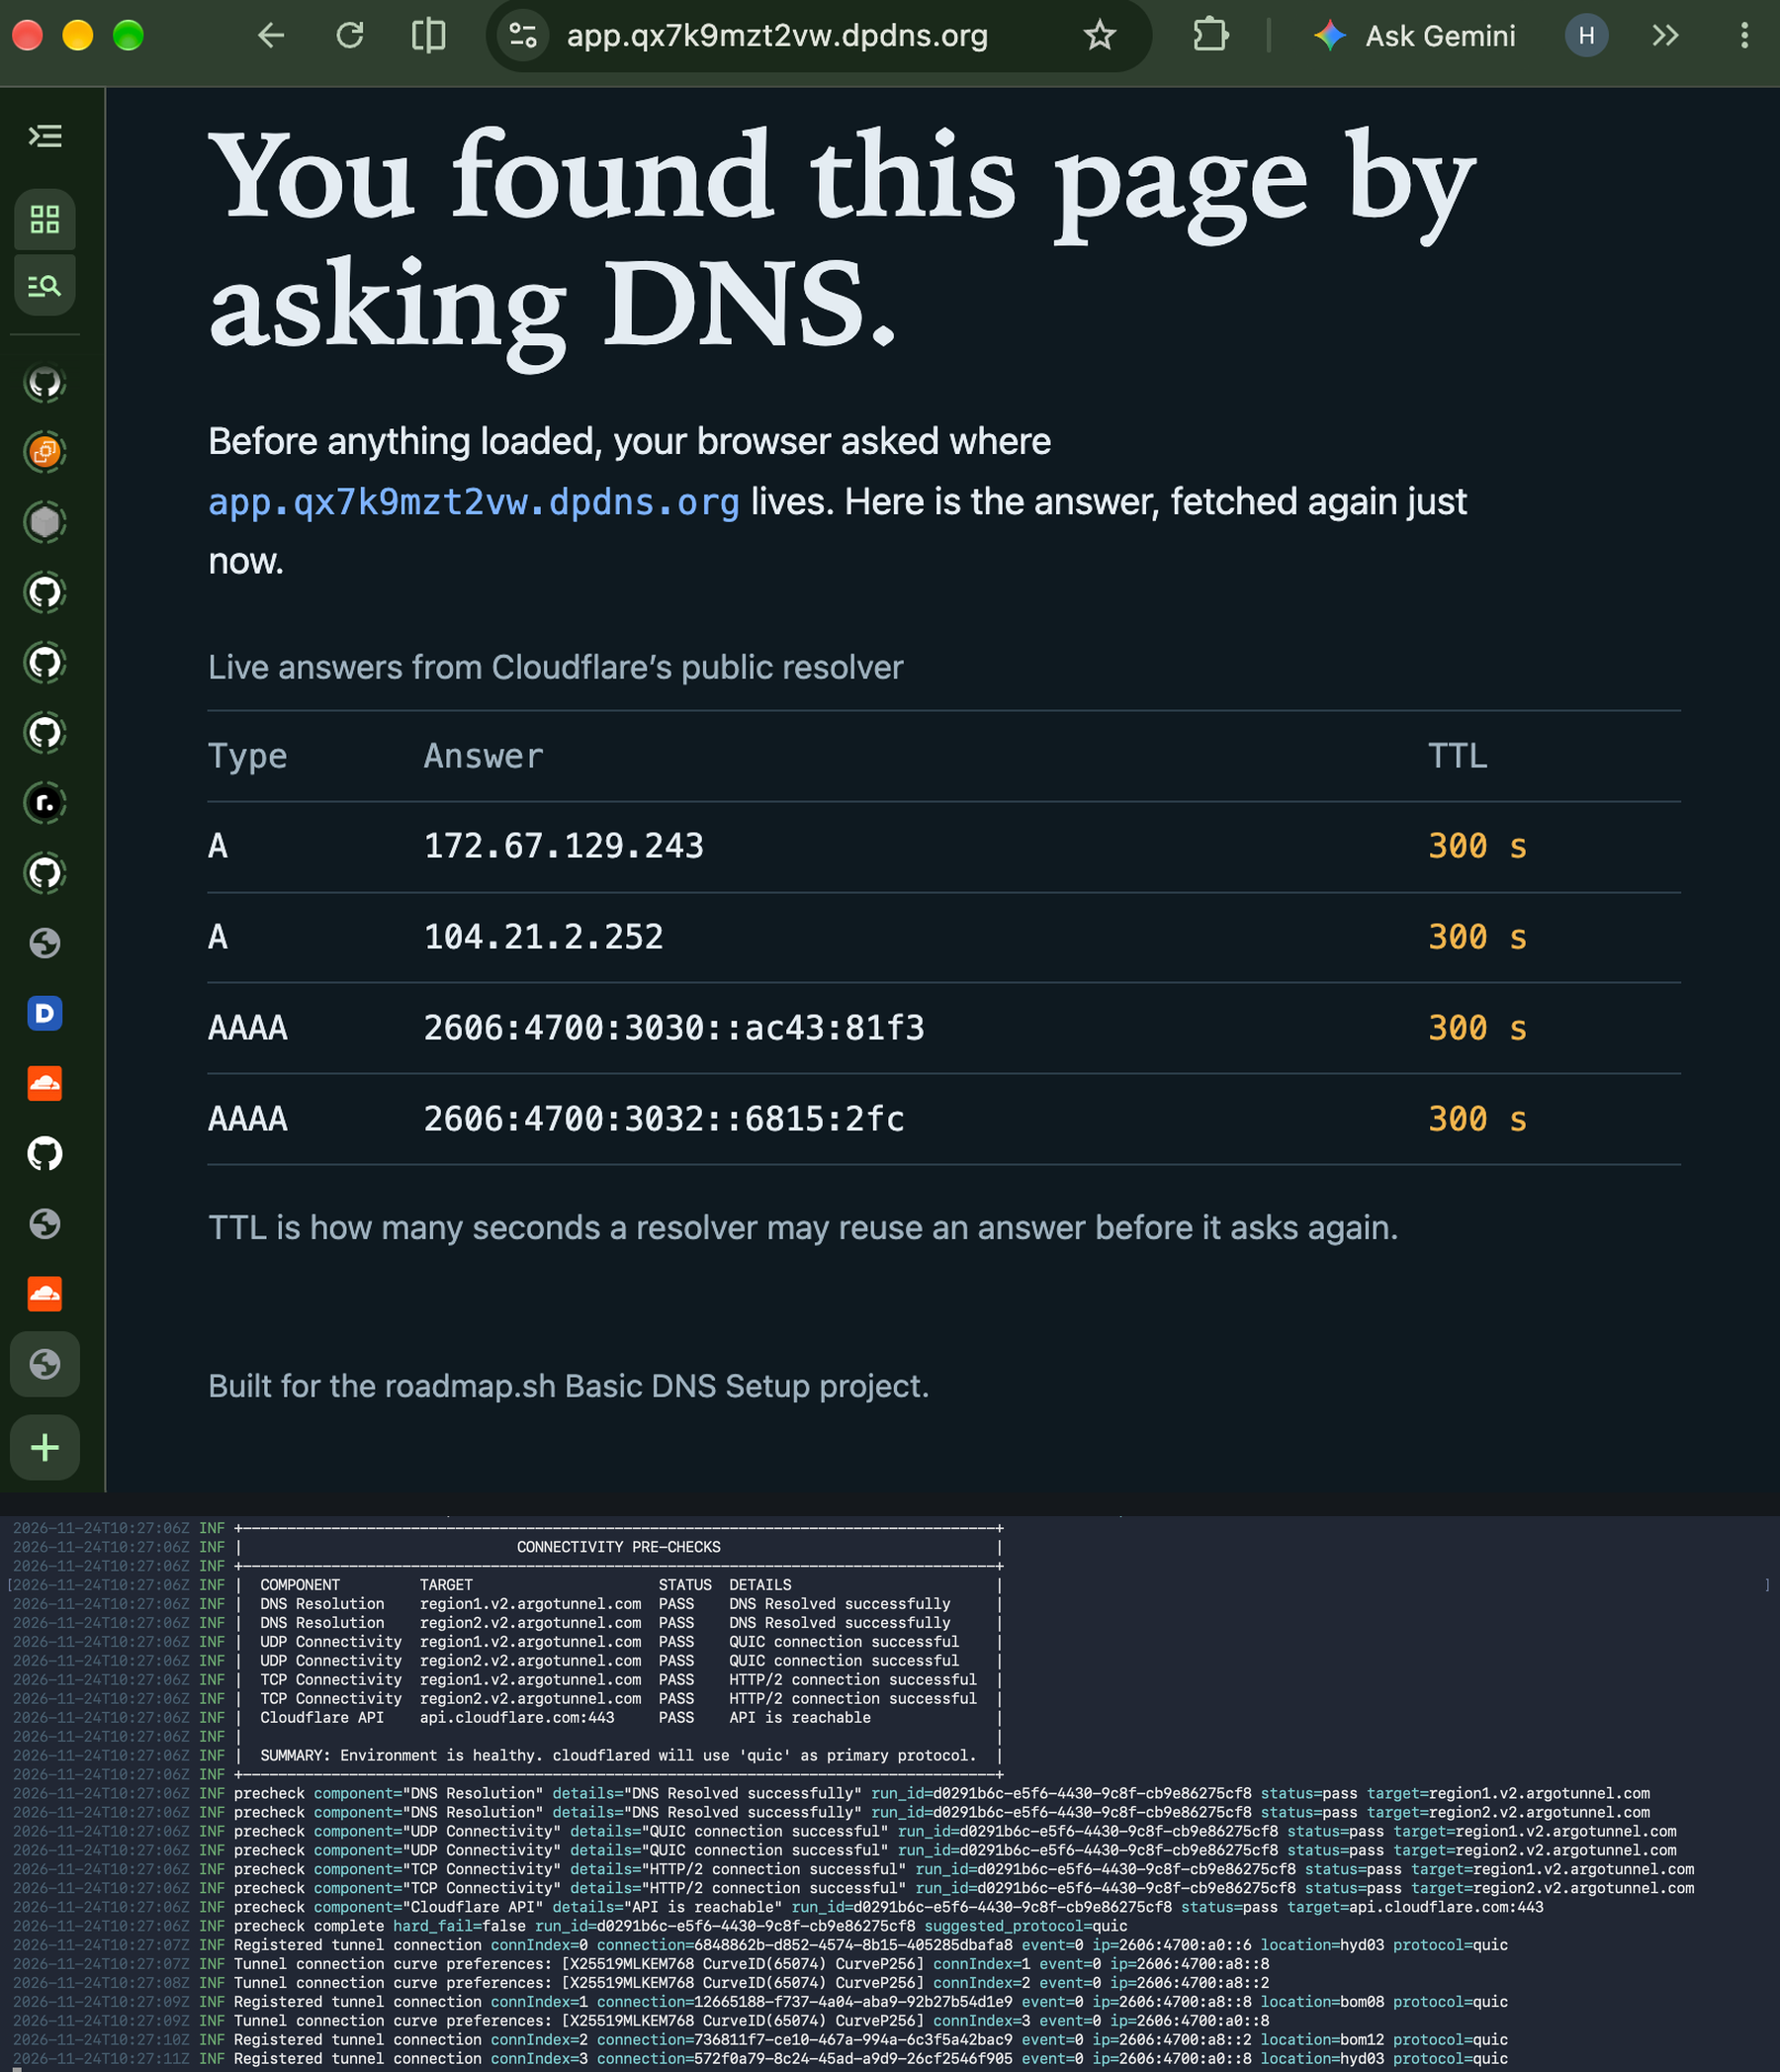 app.qx7k9mzt2vw.dpdns.org
Ask Gemini
H
You found this page by
asking DNS.
Before anything loaded, your browser asked where
app.qx7k9mzt2vw.dpdns.org lives. Here is the answer, fetched again just
now.
r.
Live answers from Cloudflare’s public resolver
Type Answer TTL
A 172.67.129.243 300 s
A 104.21.2.252 300 s
D
AAAA 2606:4700:3030::ac43:81f3 300 s
AAAA 2606:4700:3032::6815:2fc 300 s
TTL is how many seconds a resolver may reuse an answer before it asks again.
Built for the roadmap.sh Basic DNS Setup project.
2026-11-24T10:27:06Z INF +--------------------------------------------------------------------------------------+
2026-11-24T10:27:06Z INF | CONNECTIVITY PRE-CHECKS |
2026-11-24T10:27:06Z INF +--------------------------------------------------------------------------------------+
[2026-11-24T10:27:06Z INF | COMPONENT TARGET STATUS DETAILS | ]
2026-11-24T10:27:06Z INF | DNS Resolution region1.v2.argotunnel.com PASS DNS Resolved successfully |
2026-11-24T10:27:06Z INF | DNS Resolution region2.v2.argotunnel.com PASS DNS Resolved successfully |
2026-11-24T10:27:06Z INF | UDP Connectivity region1.v2.argotunnel.com PASS QUIC connection successful |
2026-11-24T10:27:06Z INF | UDP Connectivity region2.v2.argotunnel.com PASS QUIC connection successful |
2026-11-24T10:27:06Z INF | TCP Connectivity region1.v2.argotunnel.com PASS HTTP/2 connection successful |
2026-11-24T10:27:06Z INF | TCP Connectivity region2.v2.argotunnel.com PASS HTTP/2 connection successful |
2026-11-24T10:27:06Z INF | Cloudflare API api.cloudflare.com:443 PASS API is reachable |
2026-11-24T10:27:06Z INF | |
2026-11-24T10:27:06Z INF | SUMMARY: Environment is healthy. cloudflared will use 'quic' as primary protocol. |
2026-11-24T10:27:06Z INF +--------------------------------------------------------------------------------------+
2026-11-24T10:27:06Z INF precheck component="DNS Resolution" details="DNS Resolved successfully" run_id=d0291b6c-e5f6-4430-9c8f-cb9e86275cf8 status=pass target=region1.v2.argotunnel.com
2026-11-24T10:27:06Z INF precheck component="DNS Resolution" details="DNS Resolved successfully" run_id=d0291b6c-e5f6-4430-9c8f-cb9e86275cf8 status=pass target=region2.v2.argotunnel.com
2026-11-24T10:27:06Z INF precheck component="UDP Connectivity" details="QUIC connection successful" run_id=d0291b6c-e5f6-4430-9c8f-cb9e86275cf8 status=pass target=region1.v2.argotunnel.com
2026-11-24T10:27:06Z INF precheck component="UDP Connectivity" details="QUIC connection successful" run_id=d0291b6c-e5f6-4430-9c8f-cb9e86275cf8 status=pass target=region2.v2.argotunnel.com
2026-11-24T10:27:06Z INF precheck component="TCP Connectivity" details="HTTP/2 connection successful" run_id=d0291b6c-e5f6-4430-9c8f-cb9e86275cf8 status=pass target=region1.v2.argotunnel.com
2026-11-24T10:27:06Z INF precheck component="TCP Connectivity" details="HTTP/2 connection successful" run_id=d0291b6c-e5f6-4430-9c8f-cb9e86275cf8 status=pass target=region2.v2.argotunnel.com
2026-11-24T10:27:06Z INF precheck component="Cloudflare API" details="API is reachable" run_id=d0291b6c-e5f6-4430-9c8f-cb9e86275cf8 status=pass target=api.cloudflare.com:443
2026-11-24T10:27:06Z INF precheck complete hard_fail=false run_id=d0291b6c-e5f6-4430-9c8f-cb9e86275cf8 suggested_protocol=quic
2026-11-24T10:27:07Z INF Registered tunnel connection connIndex=0 connection=6848862b-d852-4574-8b15-405285dbafa8 event=0 ip=2606:4700:a0::6 location=hyd03 protocol=quic
2026-11-24T10:27:07Z INF Tunnel connection curve preferences: [X25519MLKEM768 CurveID(65074) CurveP256] connIndex=1 event=0 ip=2606:4700:a8::8
2026-11-24T10:27:08Z INF Tunnel connection curve preferences: [X25519MLKEM768 CurveID(65074) CurveP256] connIndex=2 event=0 ip=2606:4700:a8::2
2026-11-24T10:27:09Z INF Registered tunnel connection connIndex=1 connection=12665188-f737-4a04-aba9-92b27b54d1e9 event=0 ip=2606:4700:a8::8 location=bom08 protocol=quic
2026-11-24T10:27:09Z INF Tunnel connection curve preferences: [X25519MLKEM768 CurveID(65074) CurveP256] connIndex=3 event=0 ip=2606:4700:a0::8
2026-11-24T10:27:10Z INF Registered tunnel connection connIndex=2 connection=736811f7-ce10-467a-994a-6c3f5a42bac9 event=0 ip=2606:4700:a8::2 location=bom12 protocol=quic
2026-11-24T10:27:11Z INF Registered tunnel connection connIndex=3 connection=572f0a79-8c24-45ad-a9d9-26cf2546f905 event=0 ip=2606:4700:a0::8 location=hyd03 protocol=quic